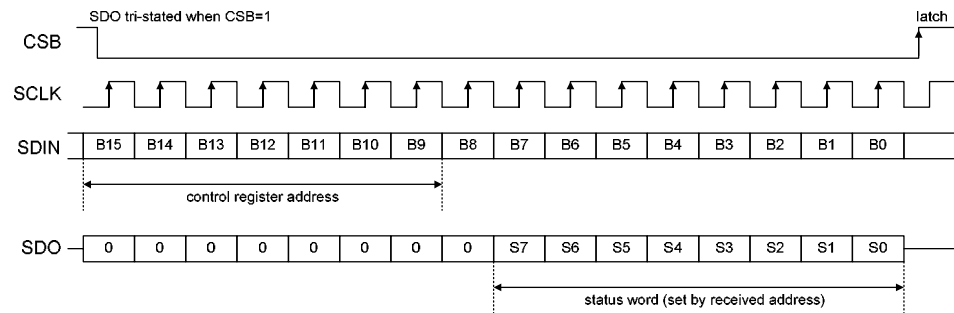 SDO tri-stated when CSB=1 latch
CSB
SCLK
SDIN B15 B14 B13 B12 B11 B10 B9 B8 B7 B6 B5 B4 B3 B2 B1 B0
control register address
SDO 0 0 0 0 0 0 0 0 S7 S6 S5 S4 S3 S2 S1 S0
status word (set by received address)